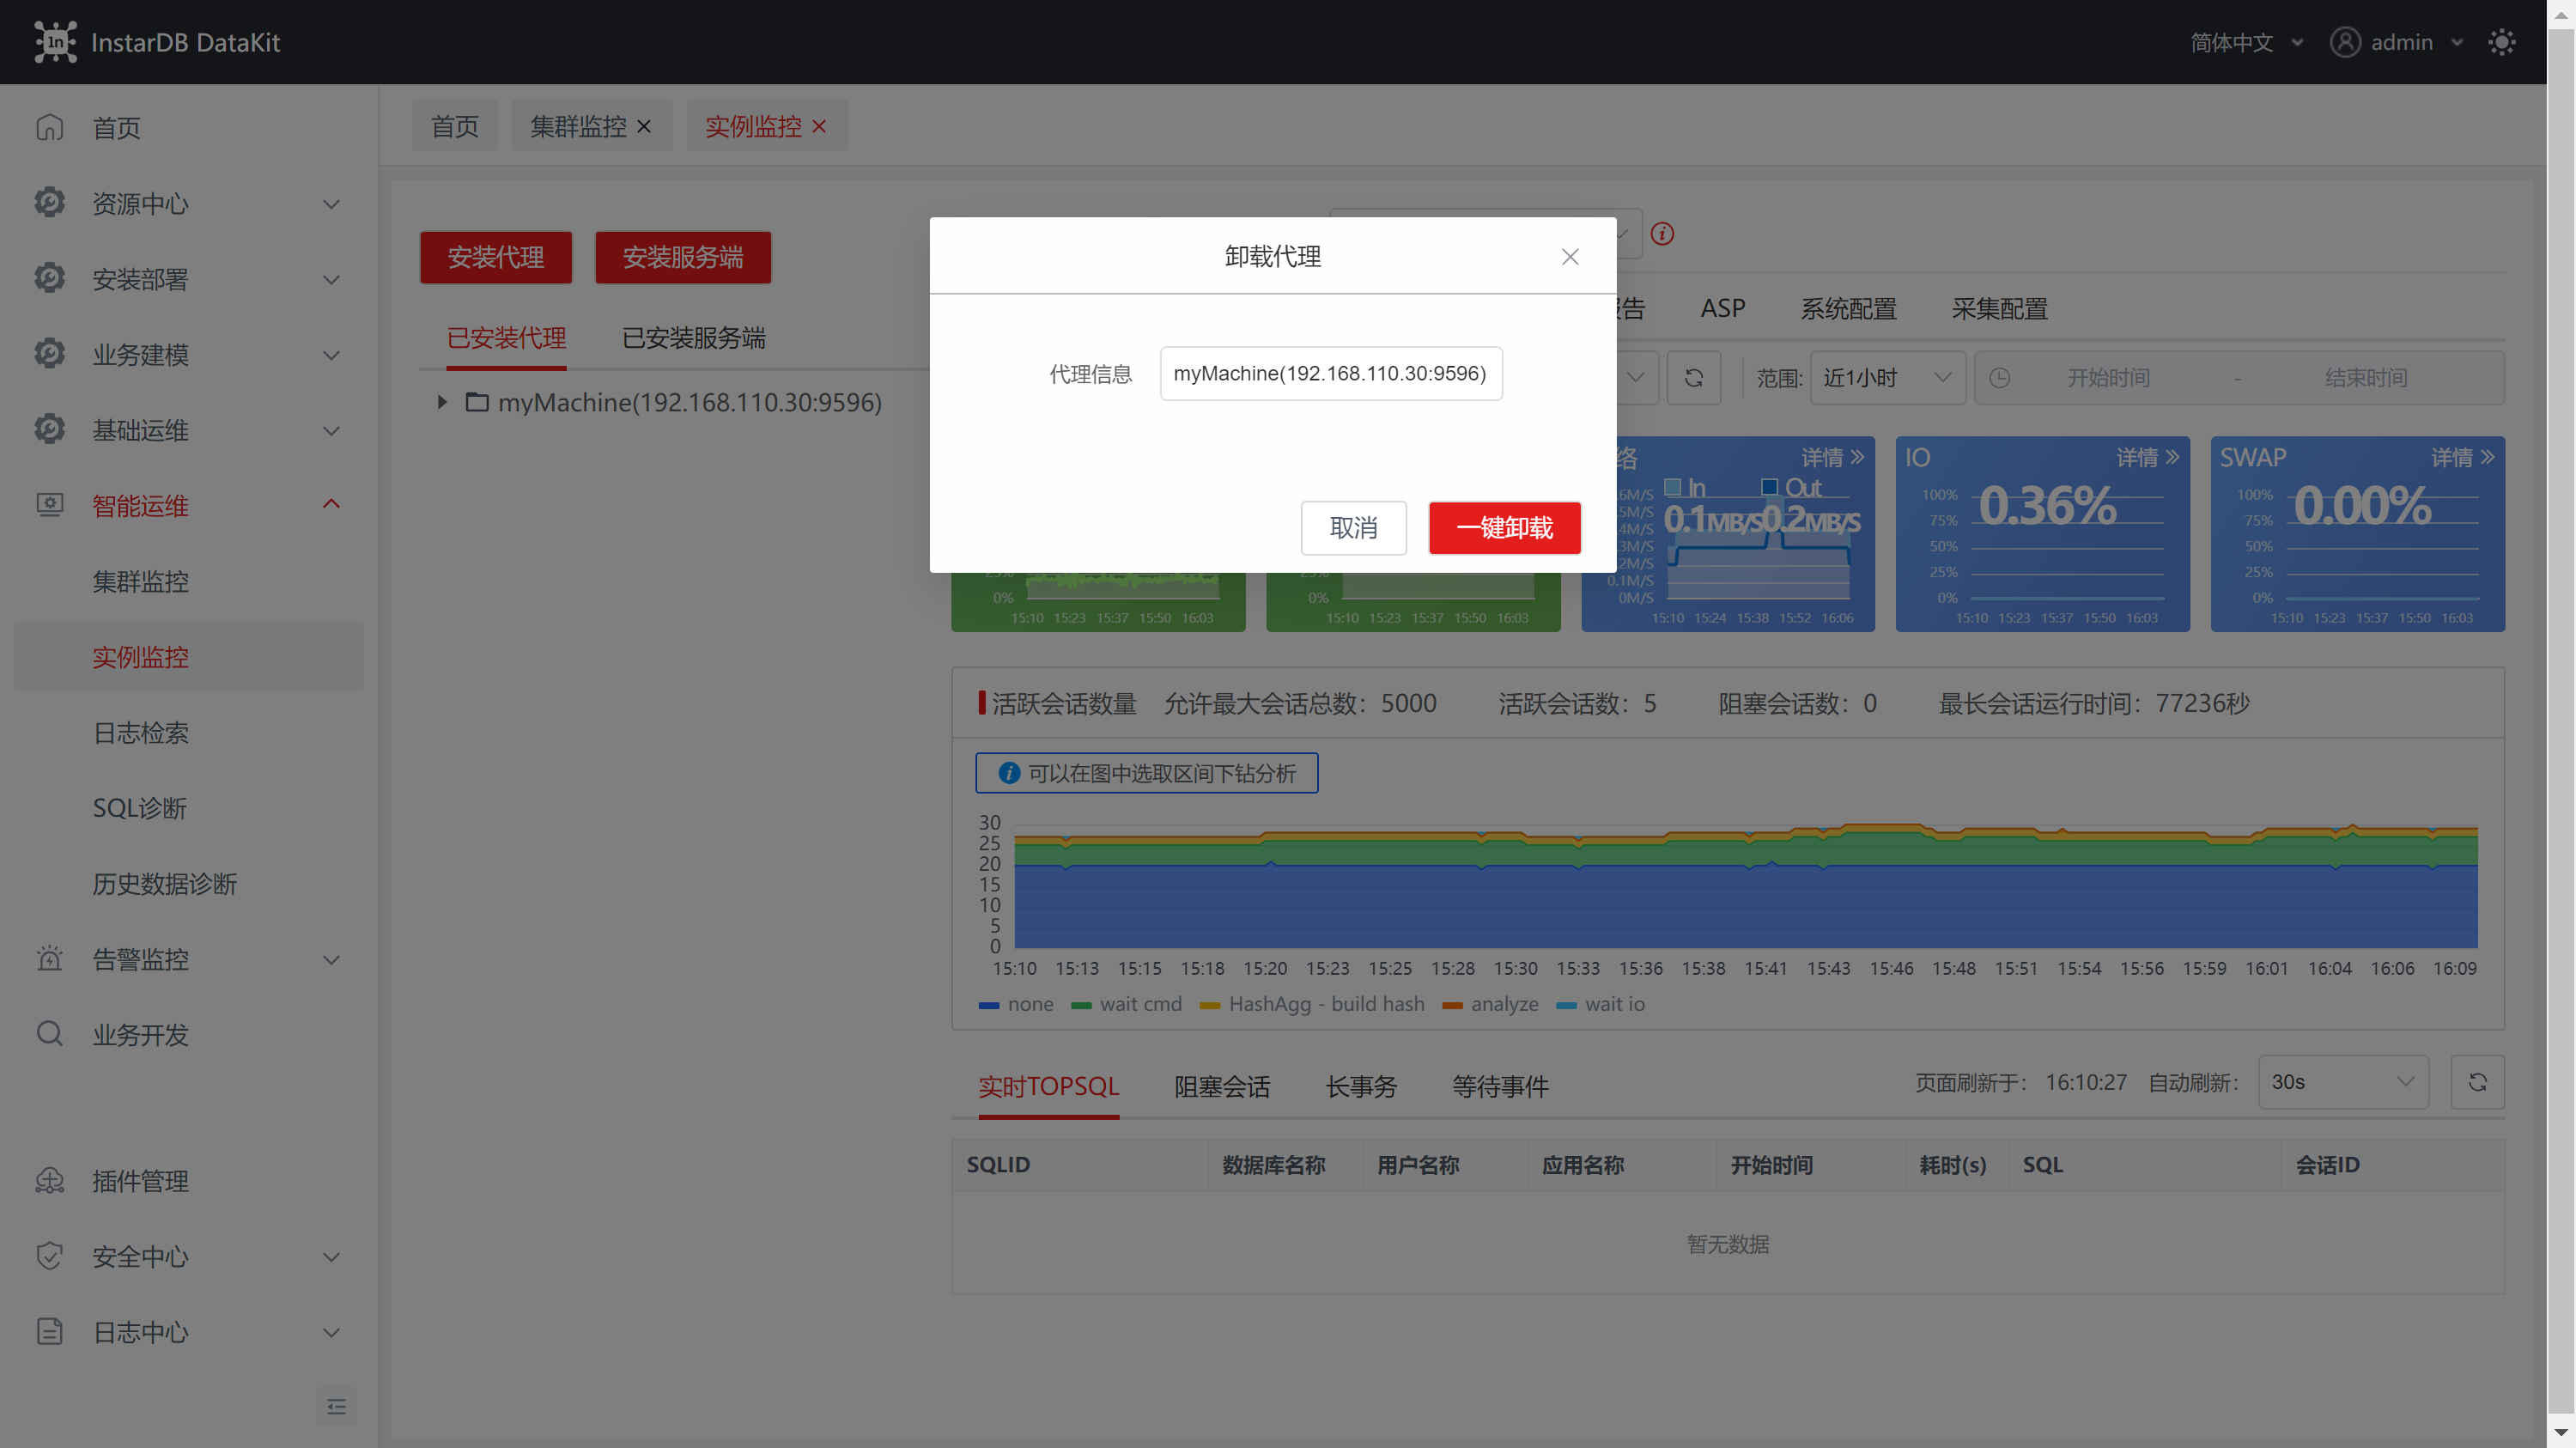 InstarDB DataKit
简体中文
admin
首页
资源中心
安装部署
业务建模
基础运维
智能运维
集群监控
实例监控
日志检索
SQL诊断
历史数据诊断
告警监控
业务开发
插件管理
安全中心
日志中心
首页
集群监控
实例监控
安装代理
安装服务端
已安装代理
已安装服务端
myMachine(192.168.110.30:9596)
卸载代理
代理信息
myMachine(192.168.110.30:9596)
取消
一键卸载
告 ASP 系统配置 采集配置
范围: 近1小时 开始时间 - 结束时间
0%
15:10 15:23 15:37 15:50 16:03
0%
15:10 15:23 15:37 15:50 16:03
络 详情
In Out
0.1MB/S 0.2MB/S
0.1M/S
0M/S
15:10 15:24 15:38 15:52 16:06
IO 详情
0.36%
100%
75%
50%
25%
0%
15:10 15:23 15:37 15:50 16:03
SWAP 详情
0.00%
100%
75%
50%
25%
0%
15:10 15:23 15:37 15:50 16:03
活跃会话数量 允许最大会话总数：5000 活跃会话数：5 阻塞会话数：0 最长会话运行时间：77236秒
可以在图中选取区间下钻分析
30
25
20
15
10
5
0
15:10 15:13 15:15 15:18 15:20 15:23 15:25 15:28 15:30 15:33 15:36 15:38 15:41 15:43 15:46 15:48 15:51 15:54 15:56 15:59 16:01 16:04 16:06 16:09
none wait cmd HashAgg - build hash analyze wait io
实时TOPSQL 阻塞会话 长事务 等待事件
页面刷新于： 16:10:27 自动刷新： 30s
SQLID 数据库名称 用户名称 应用名称 开始时间 耗时(s) SQL 会话ID
暂无数据